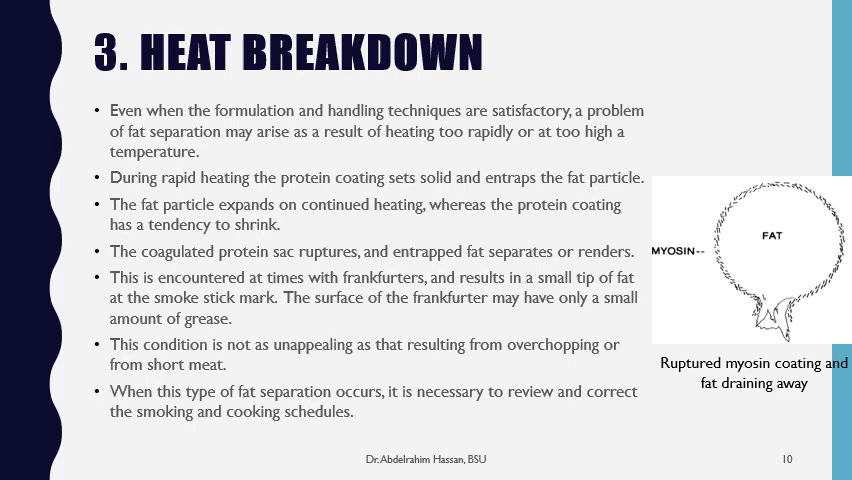 3. HEAT BREAKDOWN
• Even when the formulation and handling techniques are satisfactory, a problem
of fat separation may arise as a result of heating too rapidly or at too high a
temperature.
• During rapid heating the protein coating sets solid and entraps the fat particle.
• The fat particle expands on continued heating, whereas the protein coating
has a tendency to shrink.
• The coagulated protein sac ruptures, and entrapped fat separates or renders.
• This is encountered at times with frankfurters, and results in a small tip of fat
at the smoke stick mark. The surface of the frankfurter may have only a small
amount of grease.
• This condition is not as unappealing as that resulting from overchopping or
from short meat.
• When this type of fat separation occurs, it is necessary to review and correct
the smoking and cooking schedules.
FAT
MYOSIN--
Ruptured myosin coating and
fat draining away
Dr. Abdelrahim Hassan, BSU
10